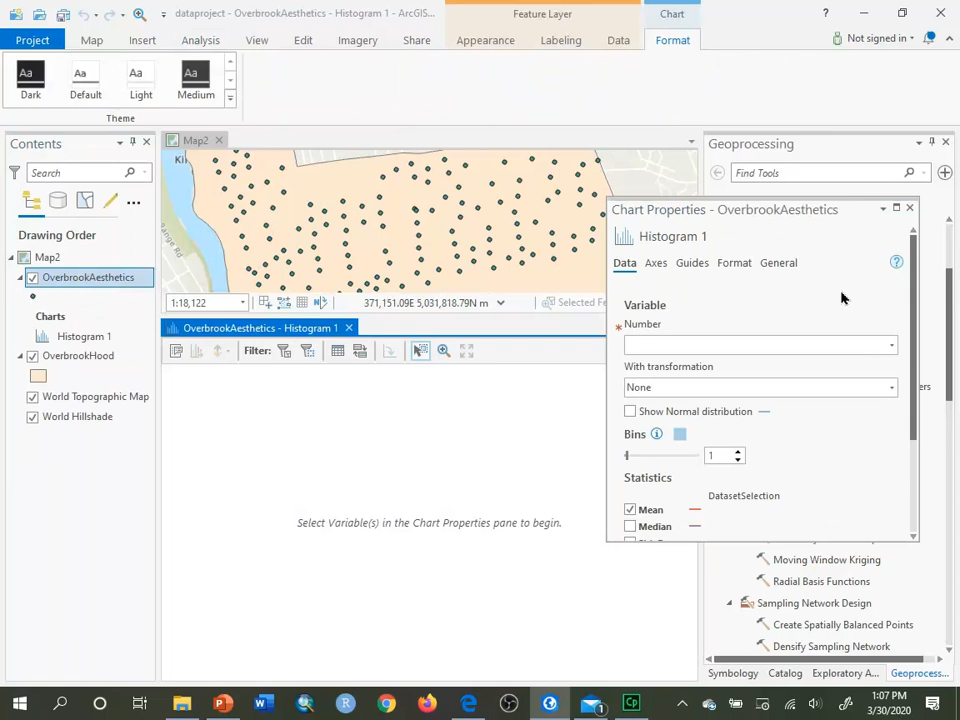 dataproject - OverbrookAesthetics - Histogram 1 - ArcGIS...
Feature Layer
Chart
?
Project
Map
Insert
Analysis
View
Edit
Imagery
Share
Appearance
Labeling
Data
Format
Not signed in
Aa
Aa
Aa
Aa
Dark
Default
Light
Medium
Theme
Contents
Search
Drawing Order
Map2
OverbrookAesthetics
Charts
Histogram 1
OverbrookHood
World Topographic Map
World Hillshade
Map2
1:18,122
371,151.09E 5,031,818.79N m
Selected Fe
OverbrookAesthetics - Histogram 1
Filter:
Select Variable(s) in the Chart Properties pane to begin.
Geoprocessing
Find Tools
Chart Properties - OverbrookAesthetics
Histogram 1
Data
Axes
Guides
Format
General
?
Variable
* Number
With transformation
None
Show Normal distribution
Bins
1
Statistics
DatasetSelection
Mean
Median
ers
Moving Window Kriging
Radial Basis Functions
Sampling Network Design
Create Spatially Balanced Points
Densify Sampling Network
Symbology
Catalog
Exploratory A...
Geoprocess...
1:07 PM
3/30/2020